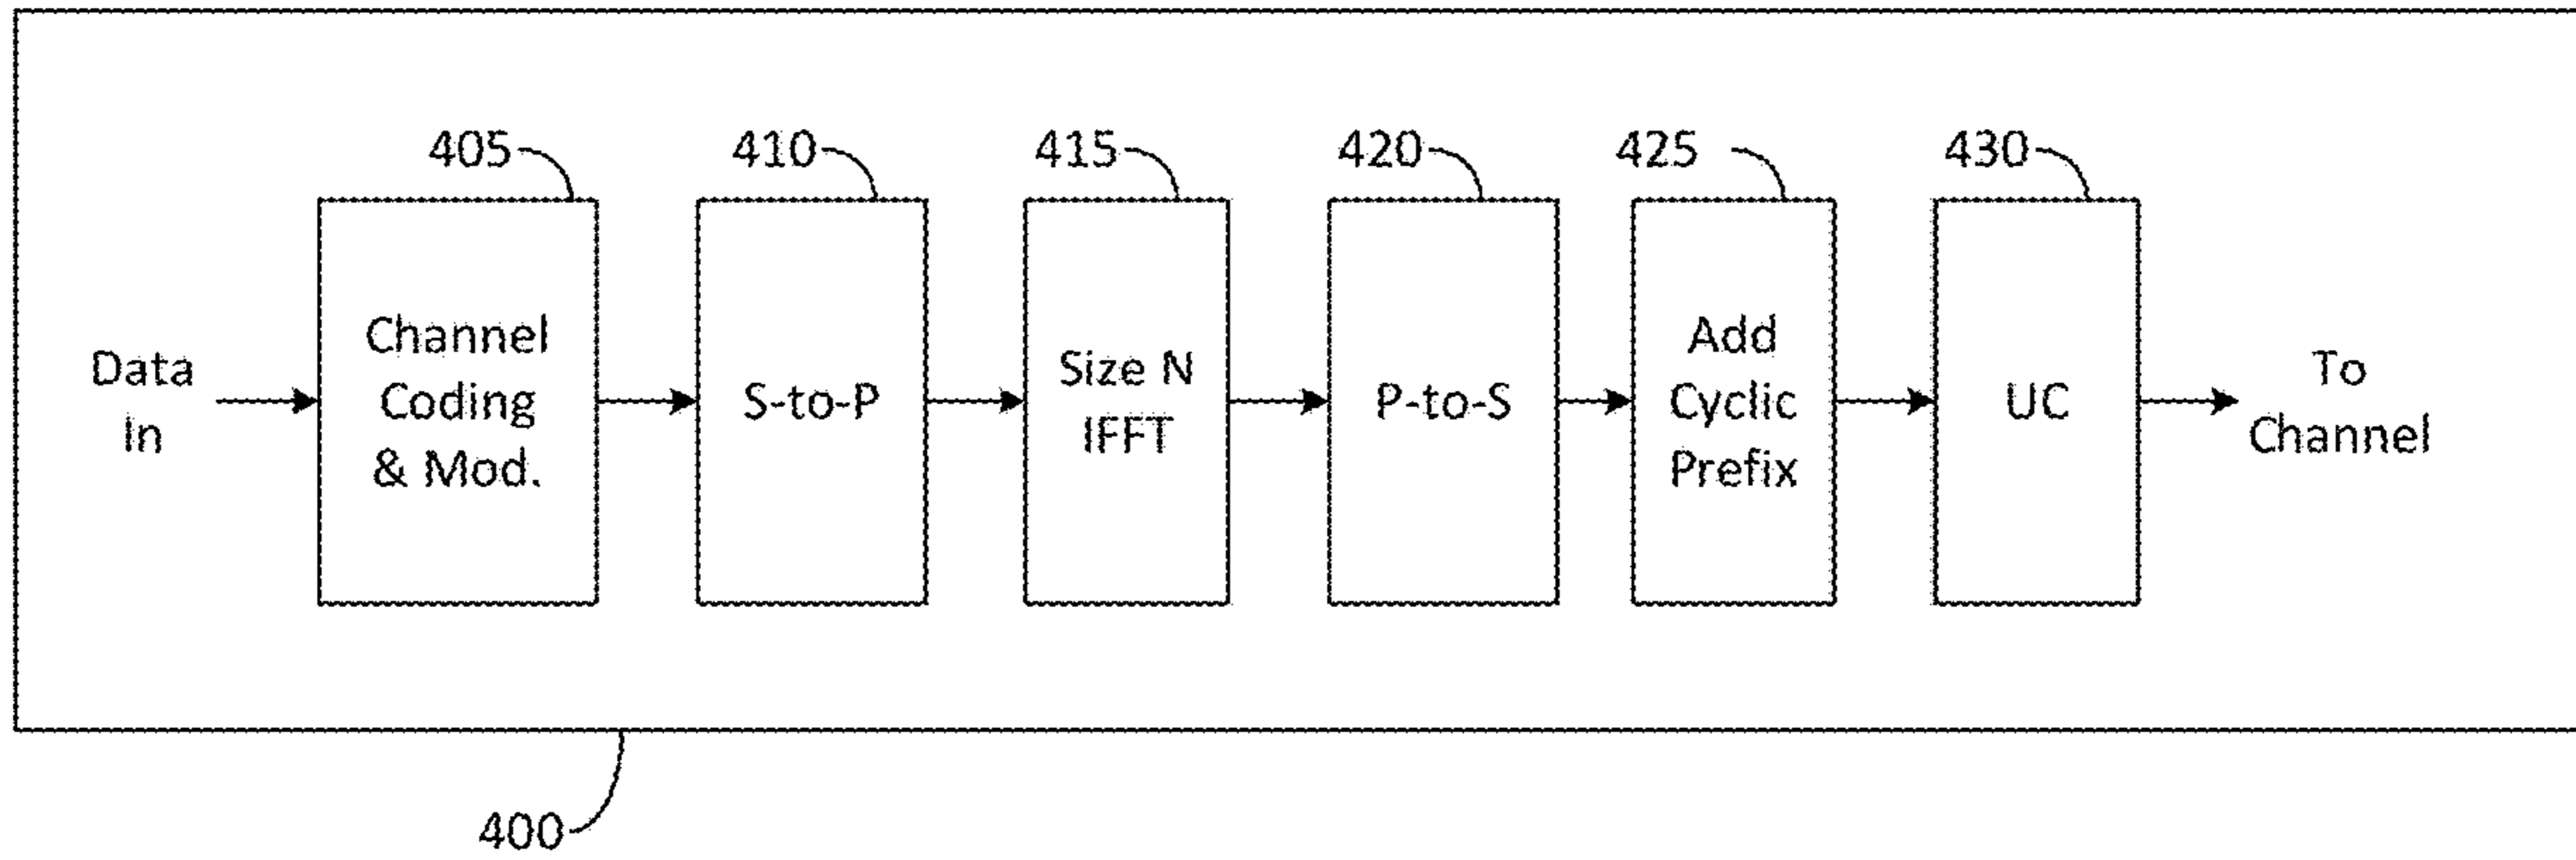 405
410
415
420
425
430
Data
In
Channel
Coding
& Mod.
S-to-P
Size N
IFFT
P-to-S
Add
Cyclic
Prefix
UC
To
Channel
400